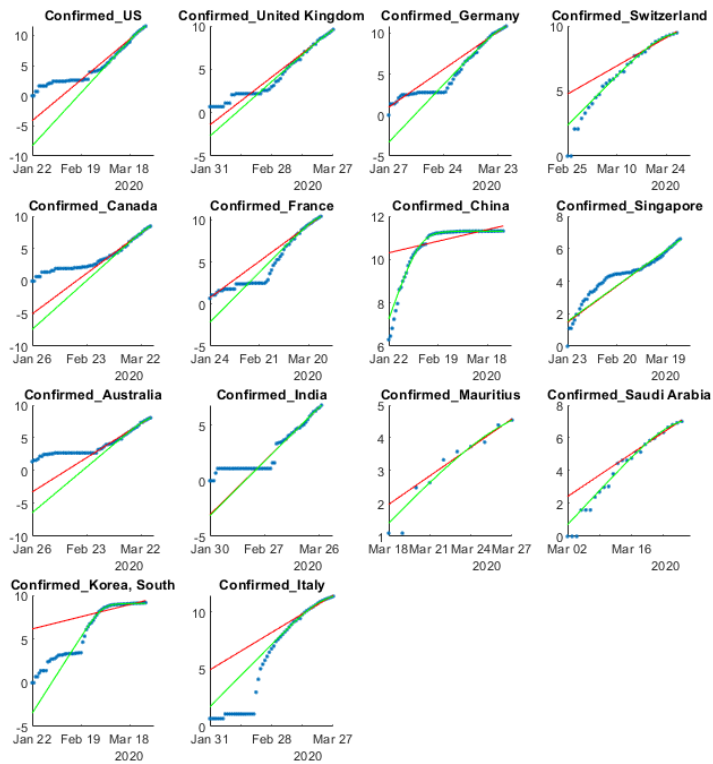 Confirmed_US
10
5
0
-5
-10
Jan 22 Feb 19 Mar 18
2020
Confirmed_United Kingdom
10
5
0
-5
Jan 31 Feb 28 Mar 27
2020
Confirmed_Germany
10
5
0
-5
Jan 27 Feb 24 Mar 23
2020
Confirmed_Switzerland
10
5
0
Feb 25 Mar 10 Mar 24
2020
Confirmed_Canada
10
5
0
-5
-10
Jan 26 Feb 23 Mar 22
2020
Confirmed_France
10
5
0
-5
Jan 24 Feb 21 Mar 20
2020
Confirmed_China
12
11
10
9
8
7
6
Jan 22 Feb 19 Mar 18
2020
Confirmed_Singapore
8
6
4
2
0
Jan 23 Feb 20 Mar 19
2020
Confirmed_Australia
10
5
0
-5
-10
Jan 26 Feb 23 Mar 22
2020
Confirmed_India
5
0
-5
Jan 30 Feb 27 Mar 26
2020
Confirmed_Mauritius
5
4
3
2
1
Mar 18 Mar 21 Mar 24 Mar 27
2020
Confirmed_Saudi Arabia
8
6
4
2
0
Mar 02 Mar 16
2020
Confirmed_Korea, South
10
5
0
-5
Jan 22 Feb 19 Mar 18
2020
Confirmed_Italy
10
5
0
Jan 31 Feb 28 Mar 27
2020